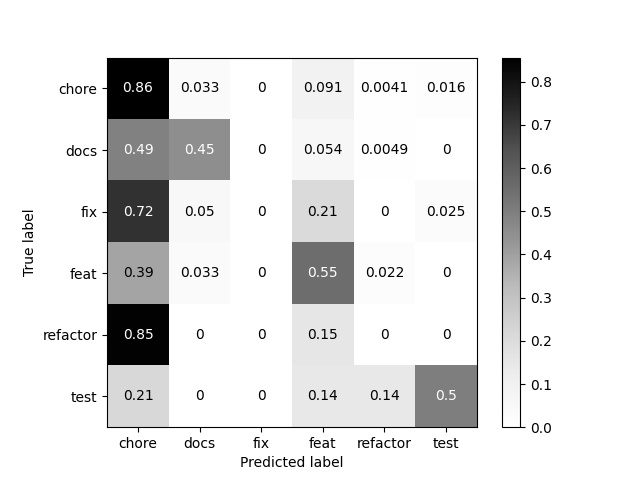 chore 0.86 0.033 0 0.091 0.0041 0.016
docs 0.49 0.45 0 0.054 0.0049 0
fix 0.72 0.05 0 0.21 0 0.025
feat 0.39 0.033 0 0.55 0.022 0
refactor 0.85 0 0 0.15 0 0
test 0.21 0 0 0.14 0.14 0.5
chore docs fix feat refactor test
Predicted label
True label
0.8
0.7
0.6
0.5
0.4
0.3
0.2
0.1
0.0